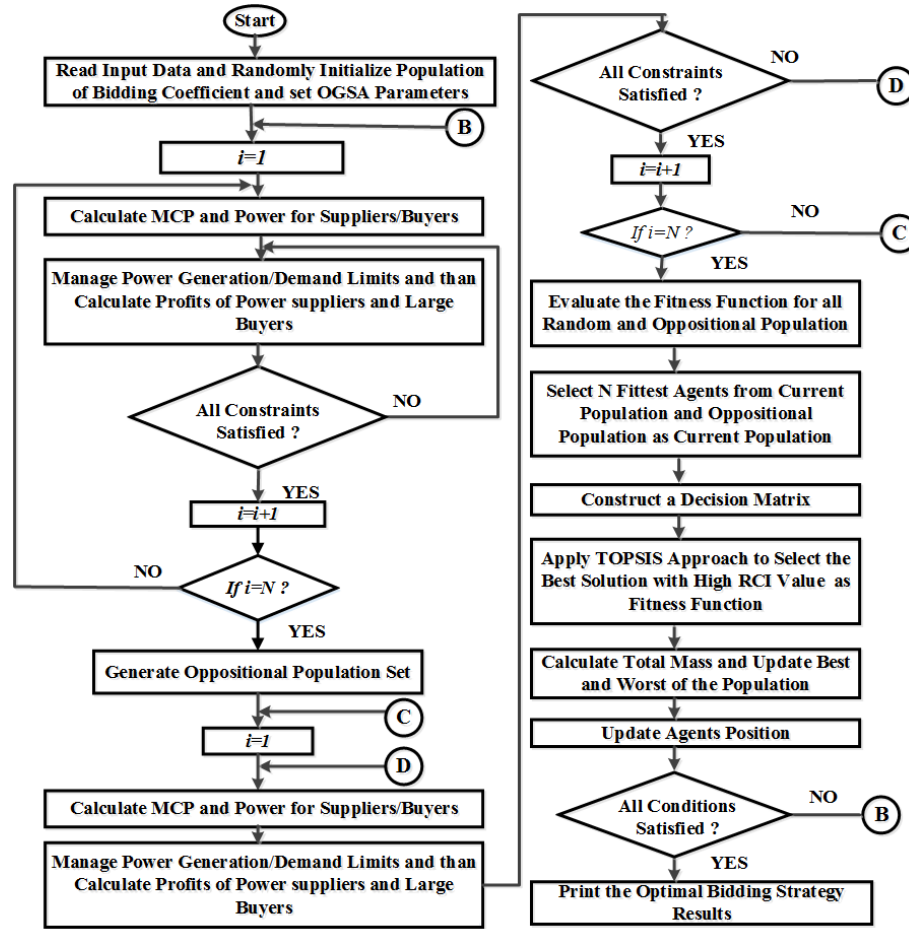 Start
Read Input Data and Randomly Initialize Population
of Bidding Coefficient and set OGSA Parameters
B
i=1
Calculate MCP and Power for Suppliers/Buyers
Manage Power Generation/Demand Limits and than
Calculate Profits of Power suppliers and Large
Buyers
All Constraints
Satisfied ?
NO
YES
i=i+1
NO
If i=N ?
YES
Generate Oppositional Population Set
C
i=1
D
Calculate MCP and Power for Suppliers/Buyers
Manage Power Generation/Demand Limits and than
Calculate Profits of Power suppliers and Large
Buyers
All Constraints
Satisfied ?
NO
D
YES
i=i+1
If i=N ?
NO
C
YES
Evaluate the Fitness Function for all
Random and Oppositional Population
Select N Fittest Agents from Current
Population and Oppositional
Population as Current Population
Construct a Decision Matrix
Apply TOPSIS Approach to Select the
Best Solution with High RCI Value as
Fitness Function
Calculate Total Mass and Update Best
and Worst of the Population
Update Agents Position
All Conditions
Satisfied ?
NO
B
YES
Print the Optimal Bidding Strategy
Results